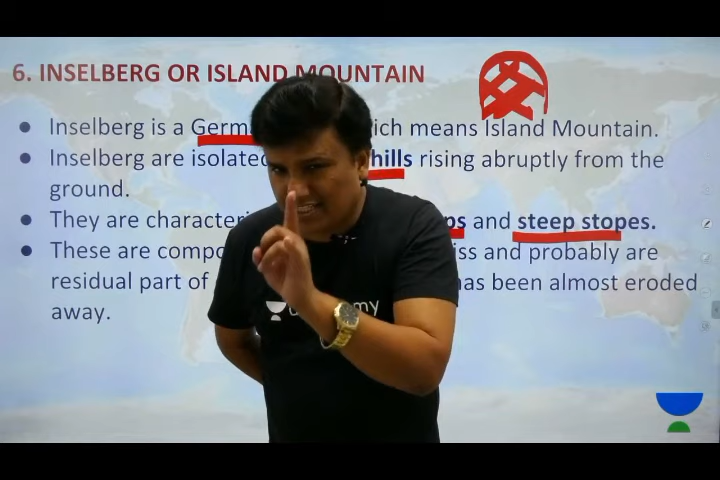 6. INSELBERG OR ISLAND MOUNTAIN
Inselberg is a Germ ich means Island Mountain.
Inselberg are isolated hills rising abruptly from the
ground.
They are characteri ps and steep stopes.
These are compo iss and probably are
residual part of has been almost eroded
away.
my